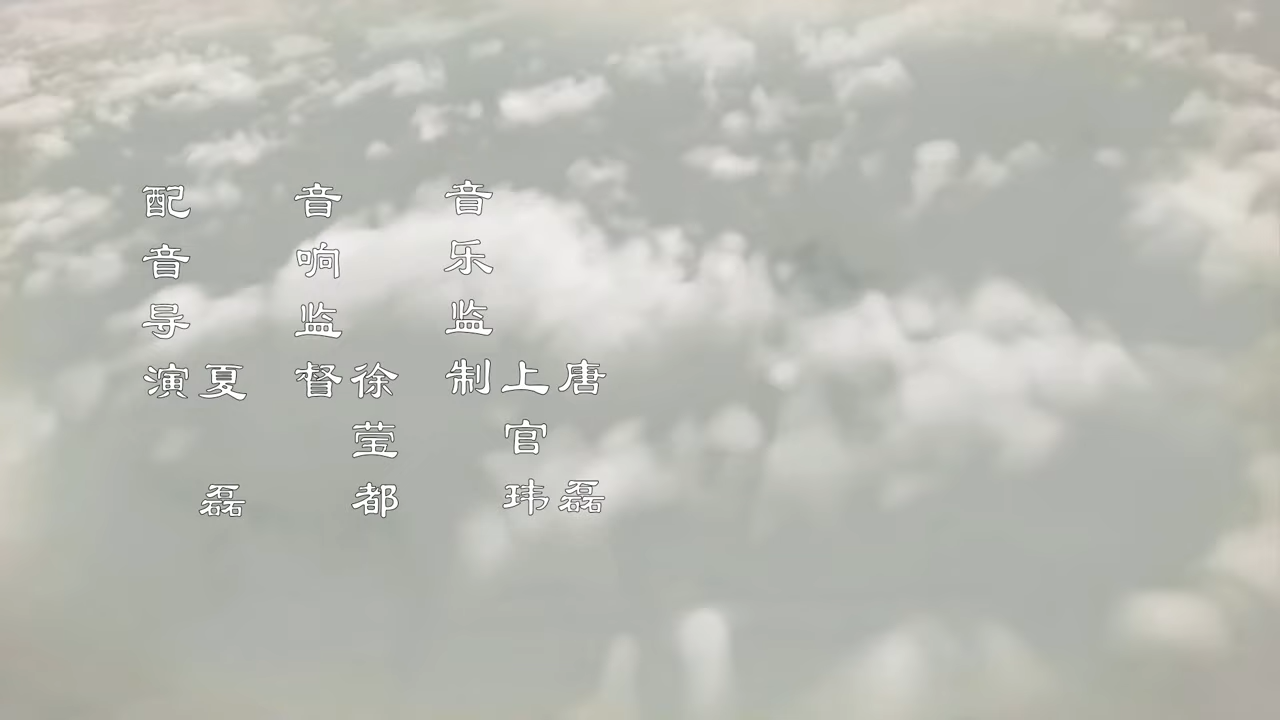 配音导演
夏磊
音响监督
徐莹都
音乐监制
上官玮
唐磊